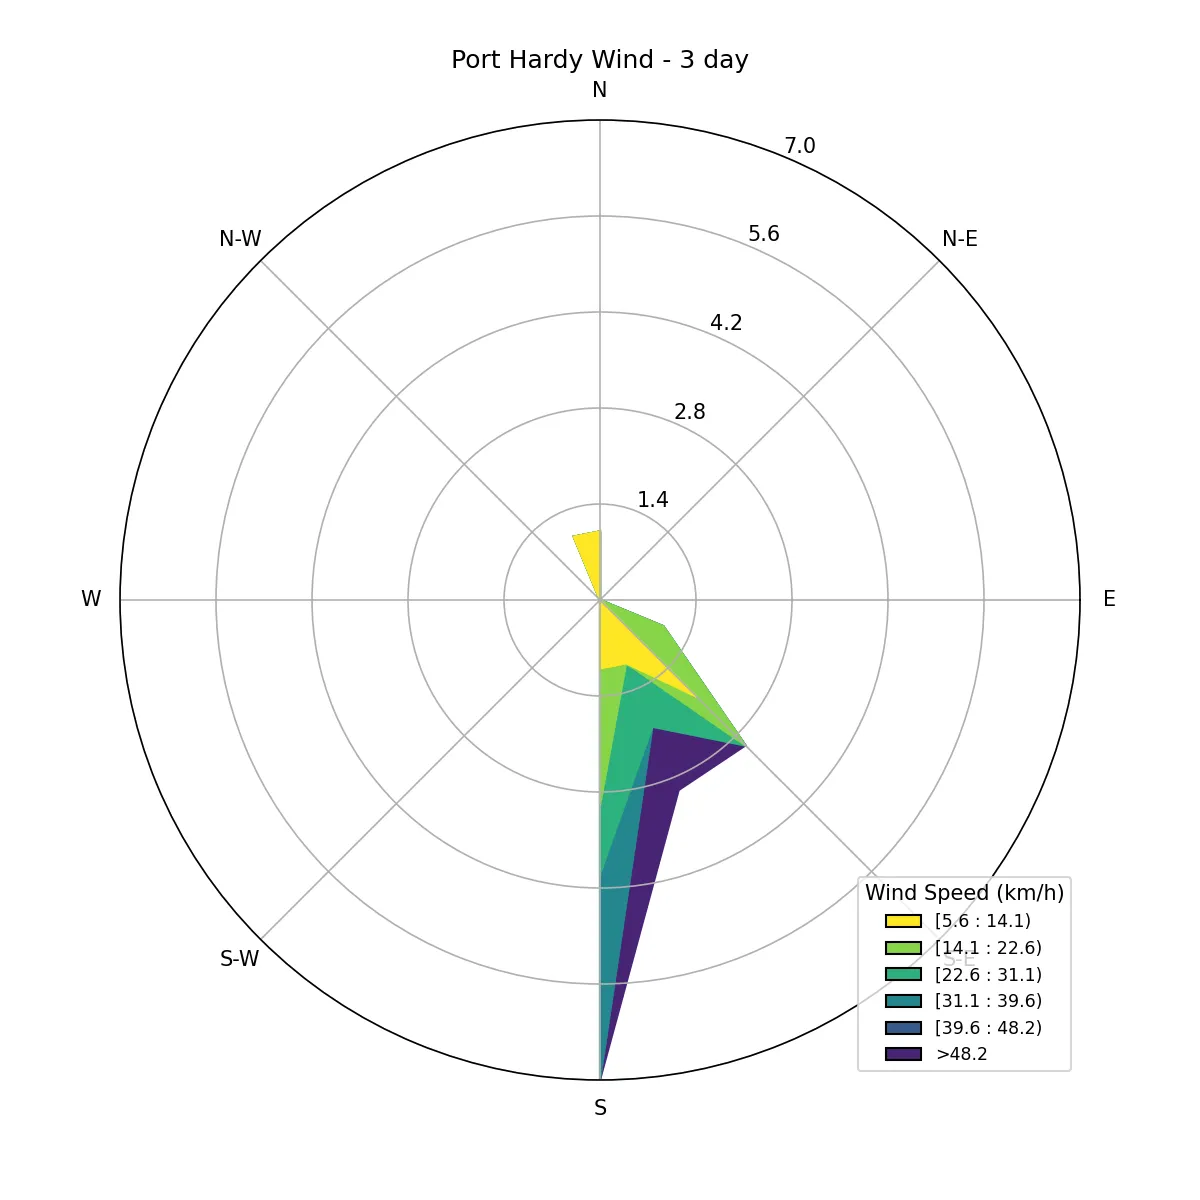 Port Hardy Wind - 3 day
N
7.0
N-W
5.6
N-E
4.2
2.8
1.4
W
E
Wind Speed (km/h)
[5.6 : 14.1)
[14.1 : 22.6)
S-W
S-E
[22.6 : 31.1)
[31.1 : 39.6)
[39.6 : 48.2)
>48.2
S